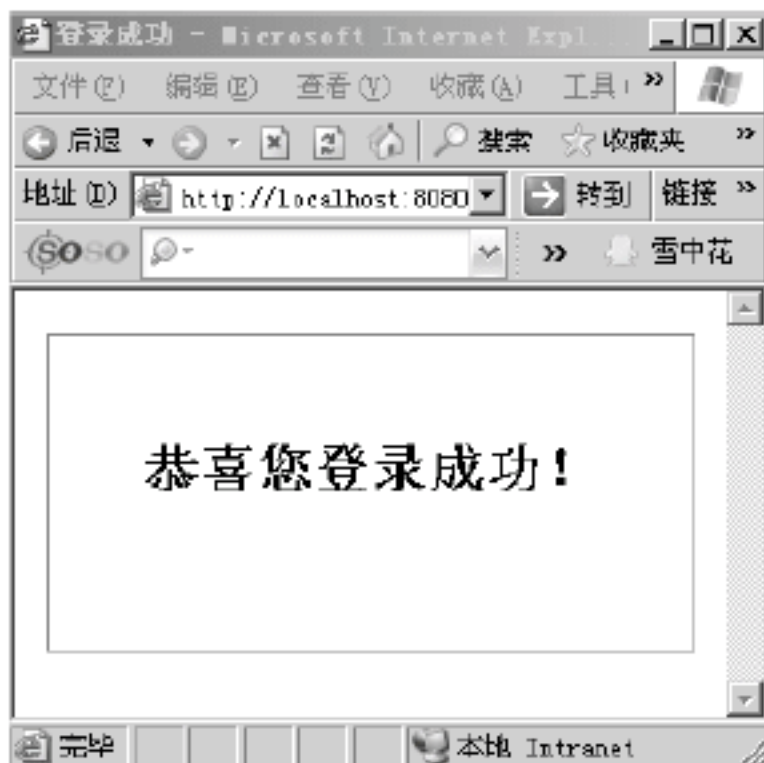 登录成功 - Microsoft Internet Expl...
文件(F) 编辑(E) 查看(V) 收藏(A) 工具( »
后退 搜索 收藏夹 »
地址(D) http://localhost:8080 转到 链接 »
SOSO » 雪中花
恭喜您登录成功!
完毕 本地 Intranet